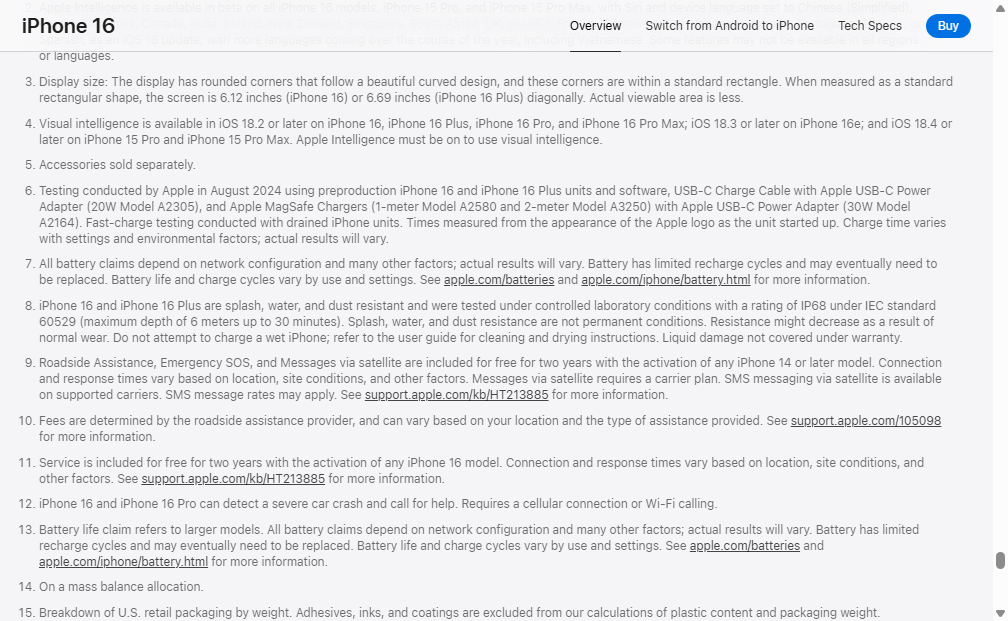 2. Apple Intelligence is available in beta on all iPhone 16 models, iPhone 15 Pro, and iPhone 15 Pro Max, with Siri and device language set to Chinese (Simplified),
iPhone 16
Overview
Switch from Android to iPhone
Tech Specs
Buy
or languages.
3. Display size: The display has rounded corners that follow a beautiful curved design, and these corners are within a standard rectangle. When measured as a standard
rectangular shape, the screen is 6.12 inches (iPhone 16) or 6.69 inches (iPhone 16 Plus) diagonally. Actual viewable area is less.
4. Visual intelligence is available in iOS 18.2 or later on iPhone 16, iPhone 16 Plus, iPhone 16 Pro, and iPhone 16 Pro Max; iOS 18.3 or later on iPhone 16e; and iOS 18.4 or
later on iPhone 15 Pro and iPhone 15 Pro Max. Apple Intelligence must be on to use visual intelligence.
5. Accessories sold separately.
6. Testing conducted by Apple in August 2024 using preproduction iPhone 16 and iPhone 16 Plus units and software, USB-C Charge Cable with Apple USB-C Power
Adapter (20W Model A2305), and Apple MagSafe Chargers (1-meter Model A2580 and 2-meter Model A3250) with Apple USB-C Power Adapter (30W Model
A2164). Fast-charge testing conducted with drained iPhone units. Times measured from the appearance of the Apple logo as the unit started up. Charge time varies
with settings and environmental factors; actual results will vary.
7. All battery claims depend on network configuration and many other factors; actual results will vary. Battery has limited recharge cycles and may eventually need to
be replaced. Battery life and charge cycles vary by use and settings. See apple.com/batteries and apple.com/iphone/battery.html for more information.
8. iPhone 16 and iPhone 16 Plus are splash, water, and dust resistant and were tested under controlled laboratory conditions with a rating of IP68 under IEC standard
60529 (maximum depth of 6 meters up to 30 minutes). Splash, water, and dust resistance are not permanent conditions. Resistance might decrease as a result of
normal wear. Do not attempt to charge a wet iPhone; refer to the user guide for cleaning and drying instructions. Liquid damage not covered under warranty.
9. Roadside Assistance, Emergency SOS, and Messages via satellite are included for free for two years with the activation of any iPhone 14 or later model. Connection
and response times vary based on location, site conditions, and other factors. Messages via satellite requires a carrier plan. SMS messaging via satellite is available
on supported carriers. SMS message rates may apply. See support.apple.com/kb/HT213885 for more information.
10. Fees are determined by the roadside assistance provider, and can vary based on your location and the type of assistance provided. See support.apple.com/105098
for more information.
11. Service is included for free for two years with the activation of any iPhone 16 model. Connection and response times vary based on location, site conditions, and
other factors. See support.apple.com/kb/HT213885 for more information.
12. iPhone 16 and iPhone 16 Pro can detect a severe car crash and call for help. Requires a cellular connection or Wi-Fi calling.
13. Battery life claim refers to larger models. All battery claims depend on network configuration and many other factors; actual results will vary. Battery has limited
recharge cycles and may eventually need to be replaced. Battery life and charge cycles vary by use and settings. See apple.com/batteries and
apple.com/iphone/battery.html for more information.
14. On a mass balance allocation.
15. Breakdown of U.S. retail packaging by weight. Adhesives, inks, and coatings are excluded from our calculations of plastic content and packaging weight.